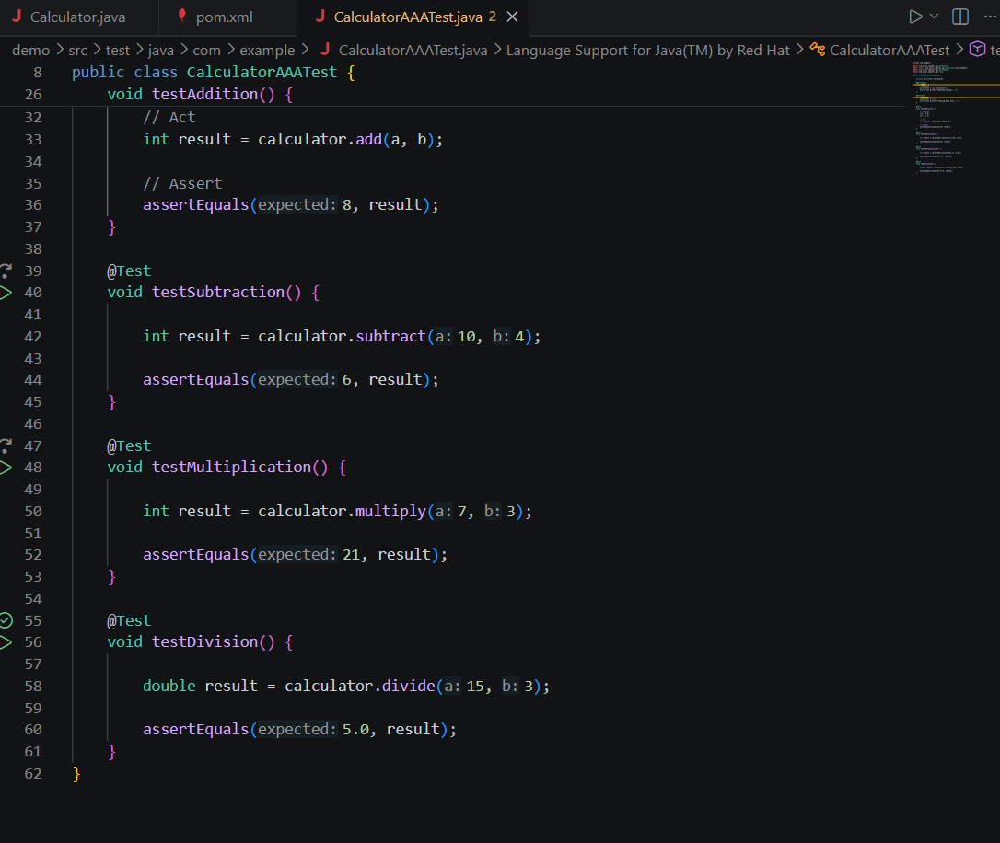 Calculator.java pom.xml CalculatorAAATest.java 2
demo > src > test > java > com > example > CalculatorAAATest.java > Language Support for Java(TM) by Red Hat > CalculatorAAATest >
8 public class CalculatorAAATest {
26 void testAddition() {
32 // Act
33 int result = calculator.add(a, b);
34
35 // Assert
36 assertEquals(expected: 8, result);
37 }
38
39 @Test
40 void testSubtraction() {
41
42 int result = calculator.subtract(a: 10, b: 4);
43
44 assertEquals(expected: 6, result);
45 }
46
47 @Test
48 void testMultiplication() {
49
50 int result = calculator.multiply(a: 7, b: 3);
51
52 assertEquals(expected: 21, result);
53 }
54
55 @Test
56 void testDivision() {
57
58 double result = calculator.divide(a: 15, b: 3);
59
60 assertEquals(expected: 5.0, result);
61 }
62 }